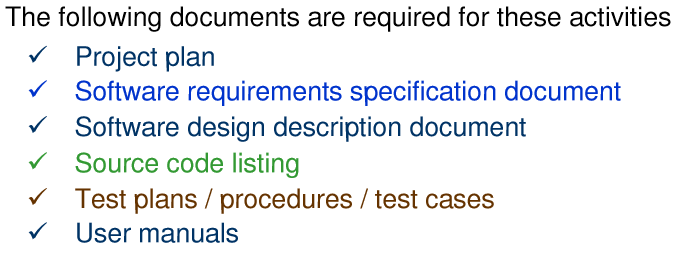 The following documents are required for these activities
✓ Project plan
✓ Software requirements specification document
✓ Software design description document
✓ Source code listing
✓ Test plans / procedures / test cases
✓ User manuals